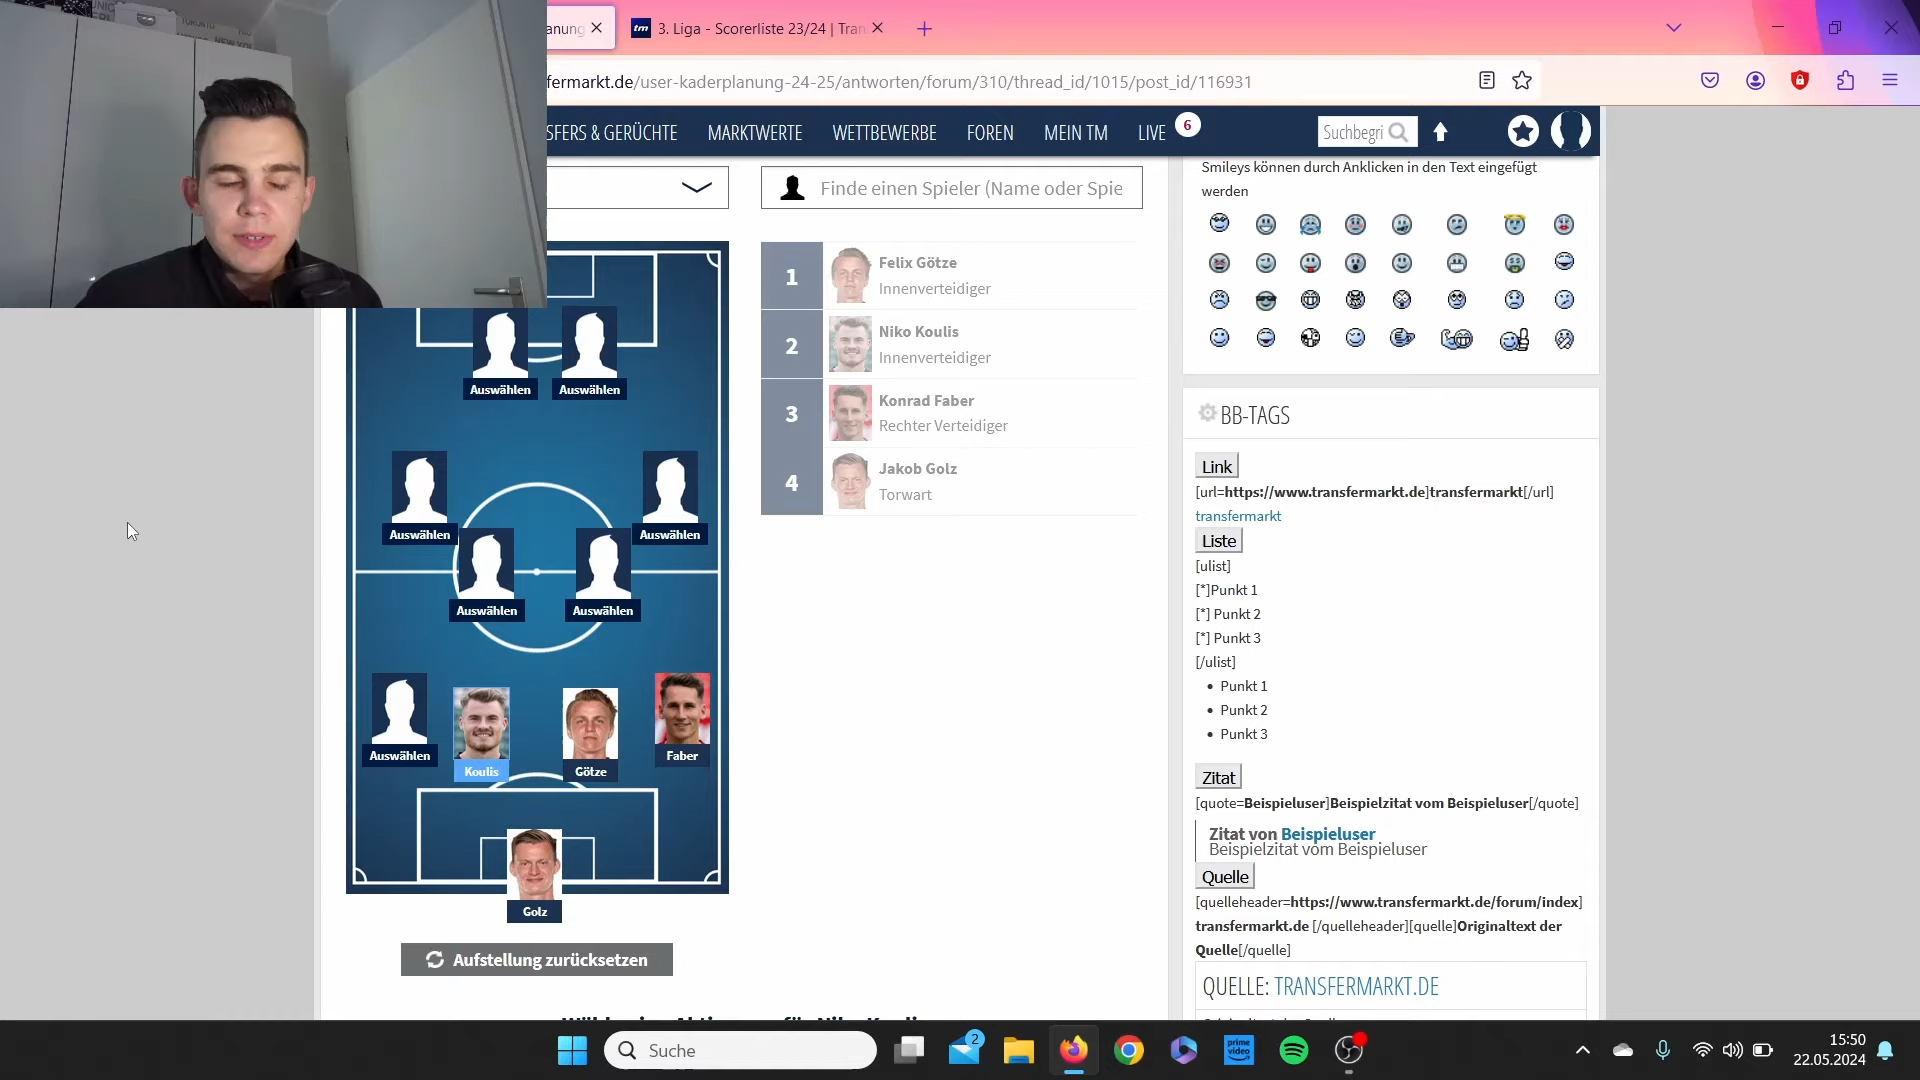 anung
tm 3. Liga - Scorerliste 23/24 | Tran
fermarkt.de/user-kaderplanung-24-25/antworten/forum/310/thread_id/1015/post_id/116931
SFERS & GERÜCHTE MARKTWERTE WETTBEWERBE FOREN MEIN TM LIVE 6 Suchbegri
Finde einen Spieler (Name oder Spie
1 Felix Götze
Innenverteidiger
2 Niko Koulis
Innenverteidiger
3 Konrad Faber
Rechter Verteidiger
4 Jakob Golz
Torwart
Auswählen Auswählen
Auswählen Auswählen
Auswählen Auswählen
Auswählen Koulis Götze Faber
Golz
Aufstellung zurücksetzen
Smileys können durch Anklicken in den Text eingefügt
werden
BB-TAGS
Link
[url=https://www.transfermarkt.de]transfermarkt[/url]
transfermarkt
Liste
[ulist]
[*]Punkt 1
[*] Punkt 2
[*] Punkt 3
[/ulist]
• Punkt 1
• Punkt 2
• Punkt 3
Zitat
[quote=Beispieluser]Beispielzitat vom Beispieluser[/quote]
Zitat von Beispieluser
Beispielzitat vom Beispieluser
Quelle
[quelleheader=https://www.transfermarkt.de/forum/index]
transfermarkt.de [/quelleheader][quelle]Originaltext der
Quelle[/quelle]
QUELLE: TRANSFERMARKT.DE
Suche
2
prime
video
15:50
22.05.2024